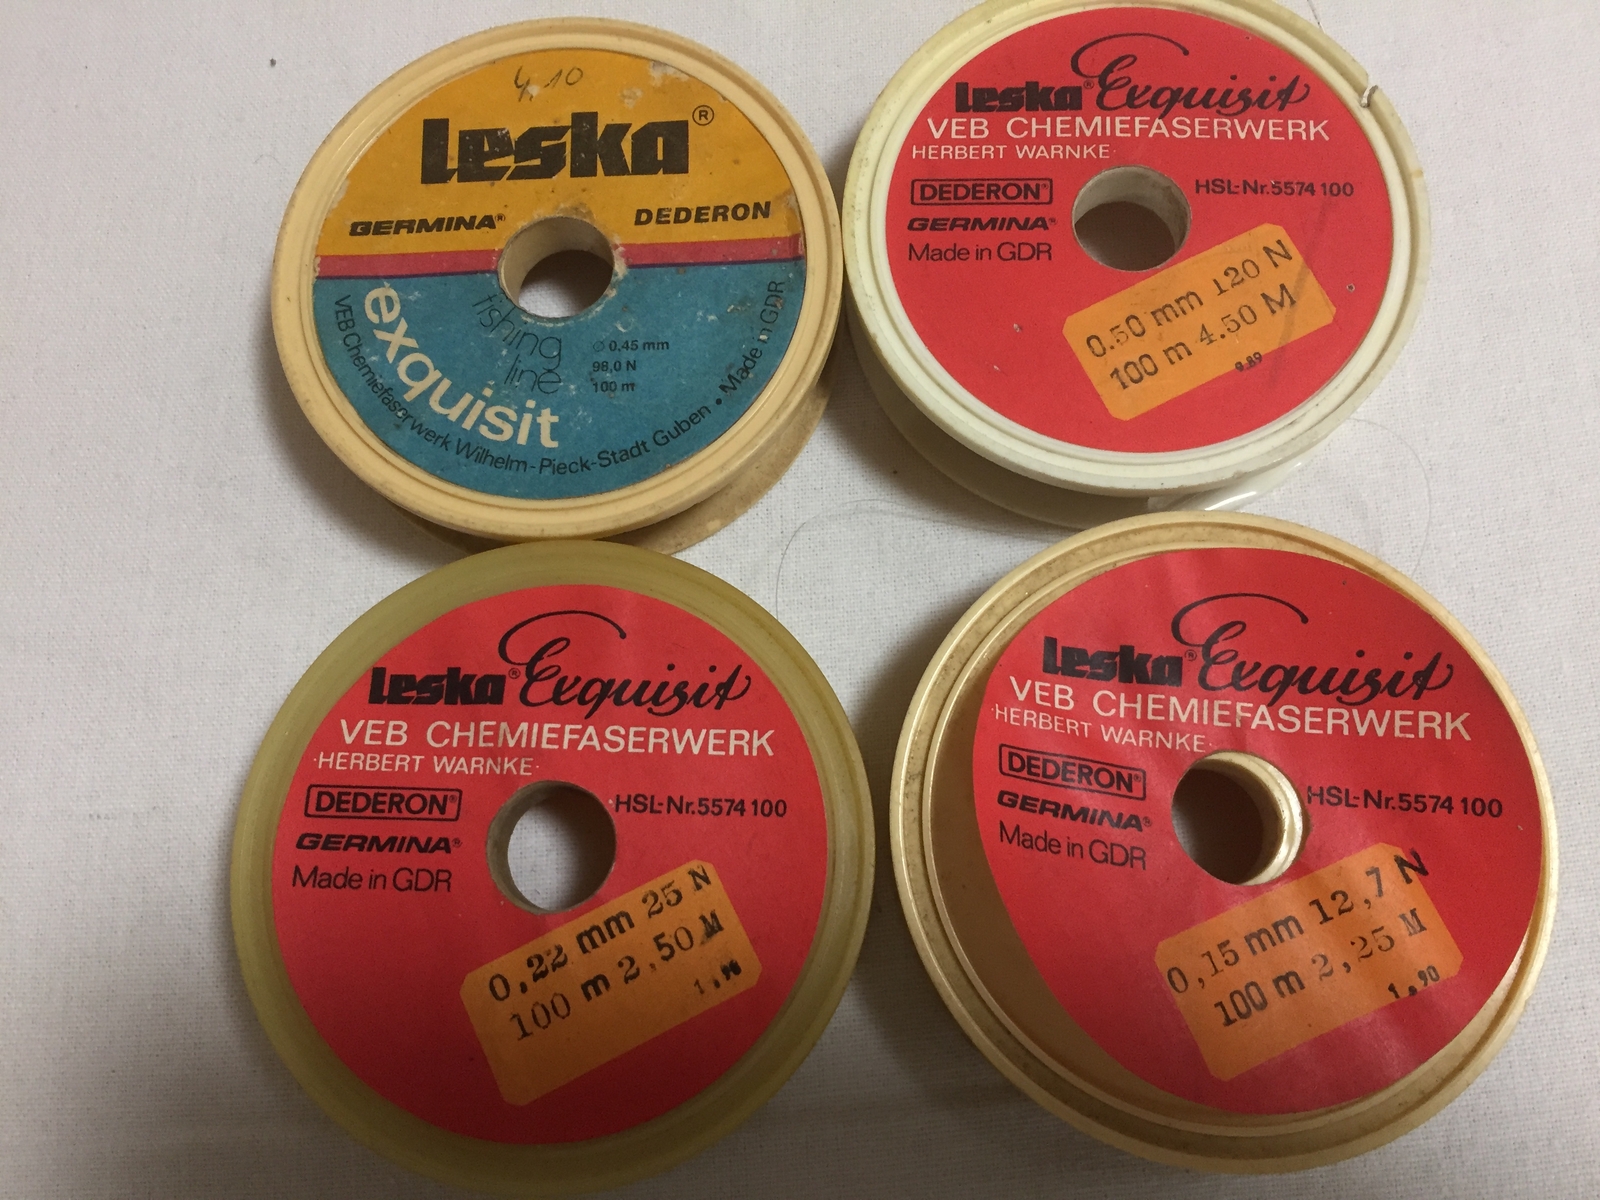 4,10
Leska®
GERMINA® DEDERON
exquisit
fishing
line
⌀ 0,45 mm
98,0 N
100 m
VEB Chemiefaserwerk Wilhelm-Pieck-Stadt Guben • Made in GDR
Leska® Exquisit
VEB CHEMIEFASERWERK
HERBERT WARNKE·
DEDERON®
HSL-Nr.5574 100
GERMINA®
Made in GDR
0.50 mm 120 N
100 m 4.50 M
9.89
Leska® Exquisit
VEB CHEMIEFASERWERK
·HERBERT WARNKE·
DEDERON®
HSL-Nr.5574 100
GERMINA®
Made in GDR
0,22 mm 25 N
100 m 2,50 M
Leska® Exquisit
VEB CHEMIEFASERWERK
·HERBERT WARNKE·
DEDERON®
HSL-Nr.5574 100
GERMINA®
Made in GDR
0,15 mm 12,7 N
100 m 2,25 M
1,90